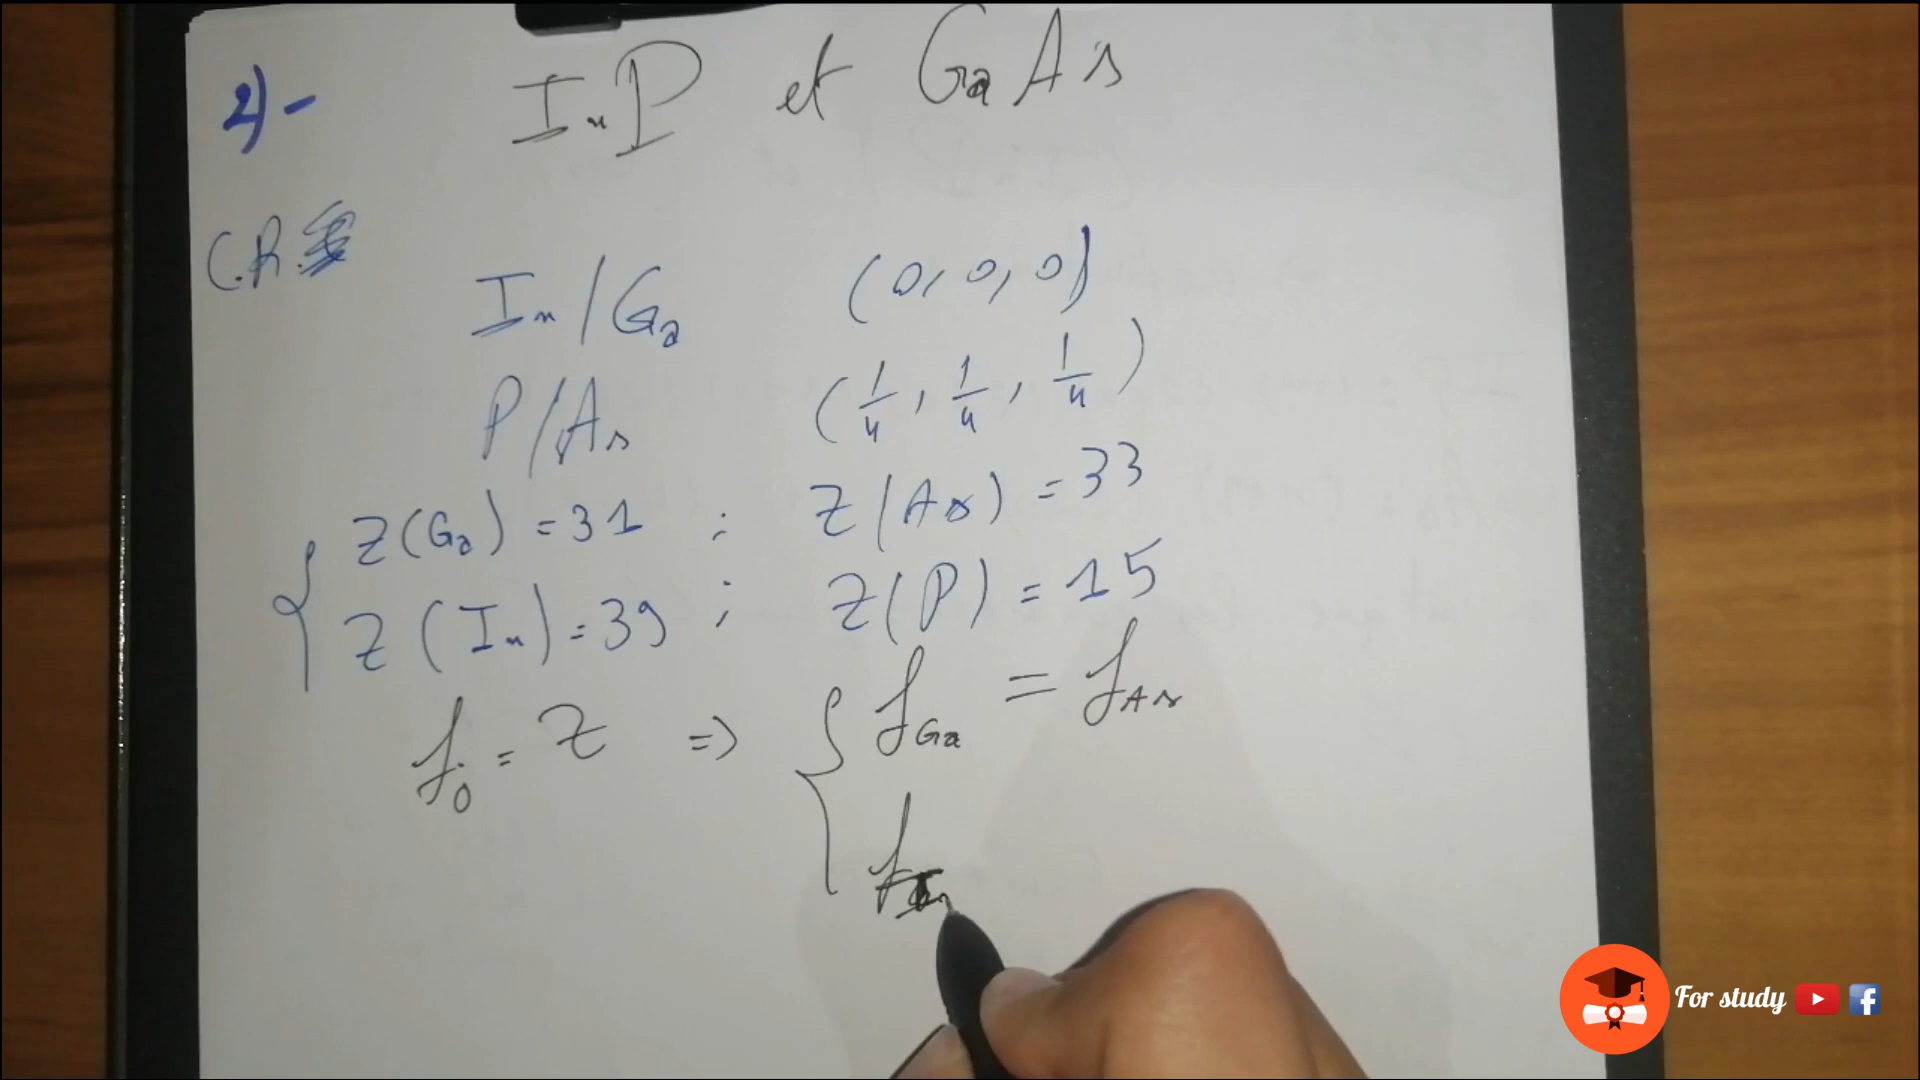 2)- InP et GaAs
C.R.
In/Ga (0, 0, 0)
P/As (1/4, 1/4, 1/4)
Z(Ga) = 31 ; Z(As) = 33
Z(In) = 39 ; Z(P) = 15
f0 = Z => { fGa = fAs
fIn
For study